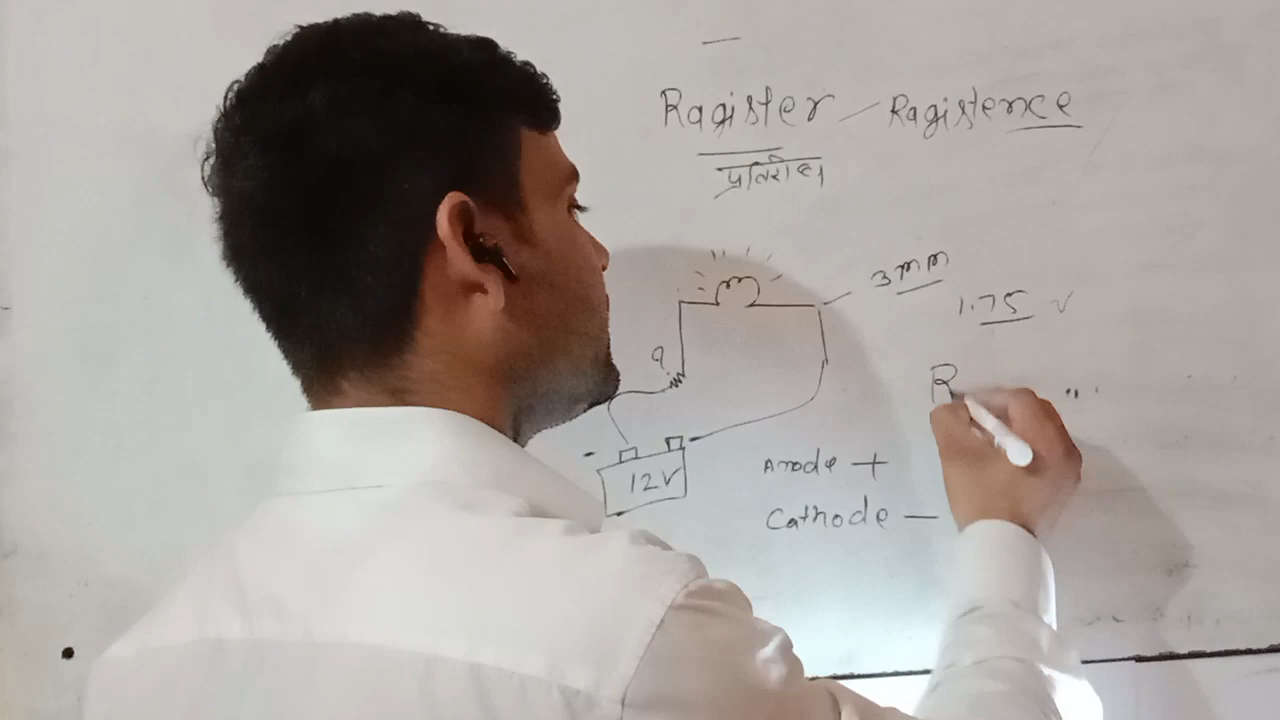 Ragister — Ragistence
प्रतिरोध
3mm
1.75 V
R
12V
Anode +
Cathode —